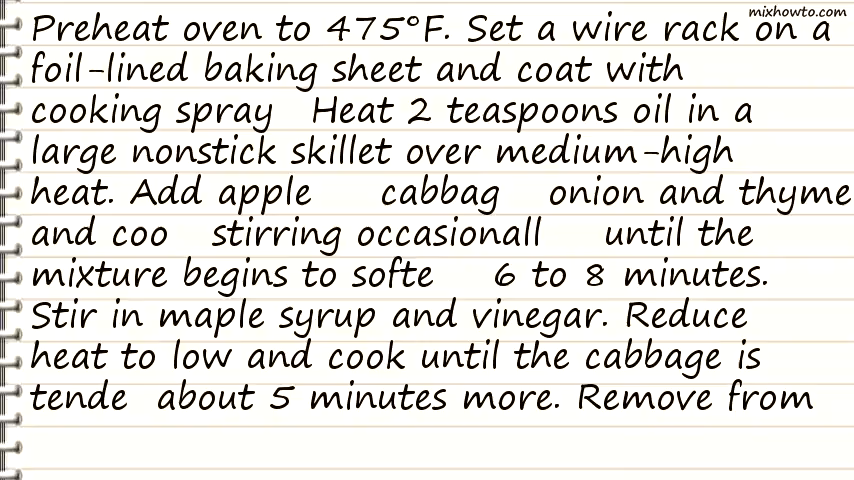 mixhowto.com
Preheat oven to 475°F. Set a wire rack on a
foil-lined baking sheet and coat with
cooking spray Heat 2 teaspoons oil in a
large nonstick skillet over medium-high
heat. Add apple cabbag onion and thyme
and coo stirring occasionall until the
mixture begins to softe 6 to 8 minutes.
Stir in maple syrup and vinegar. Reduce
heat to low and cook until the cabbage is
tende about 5 minutes more. Remove from